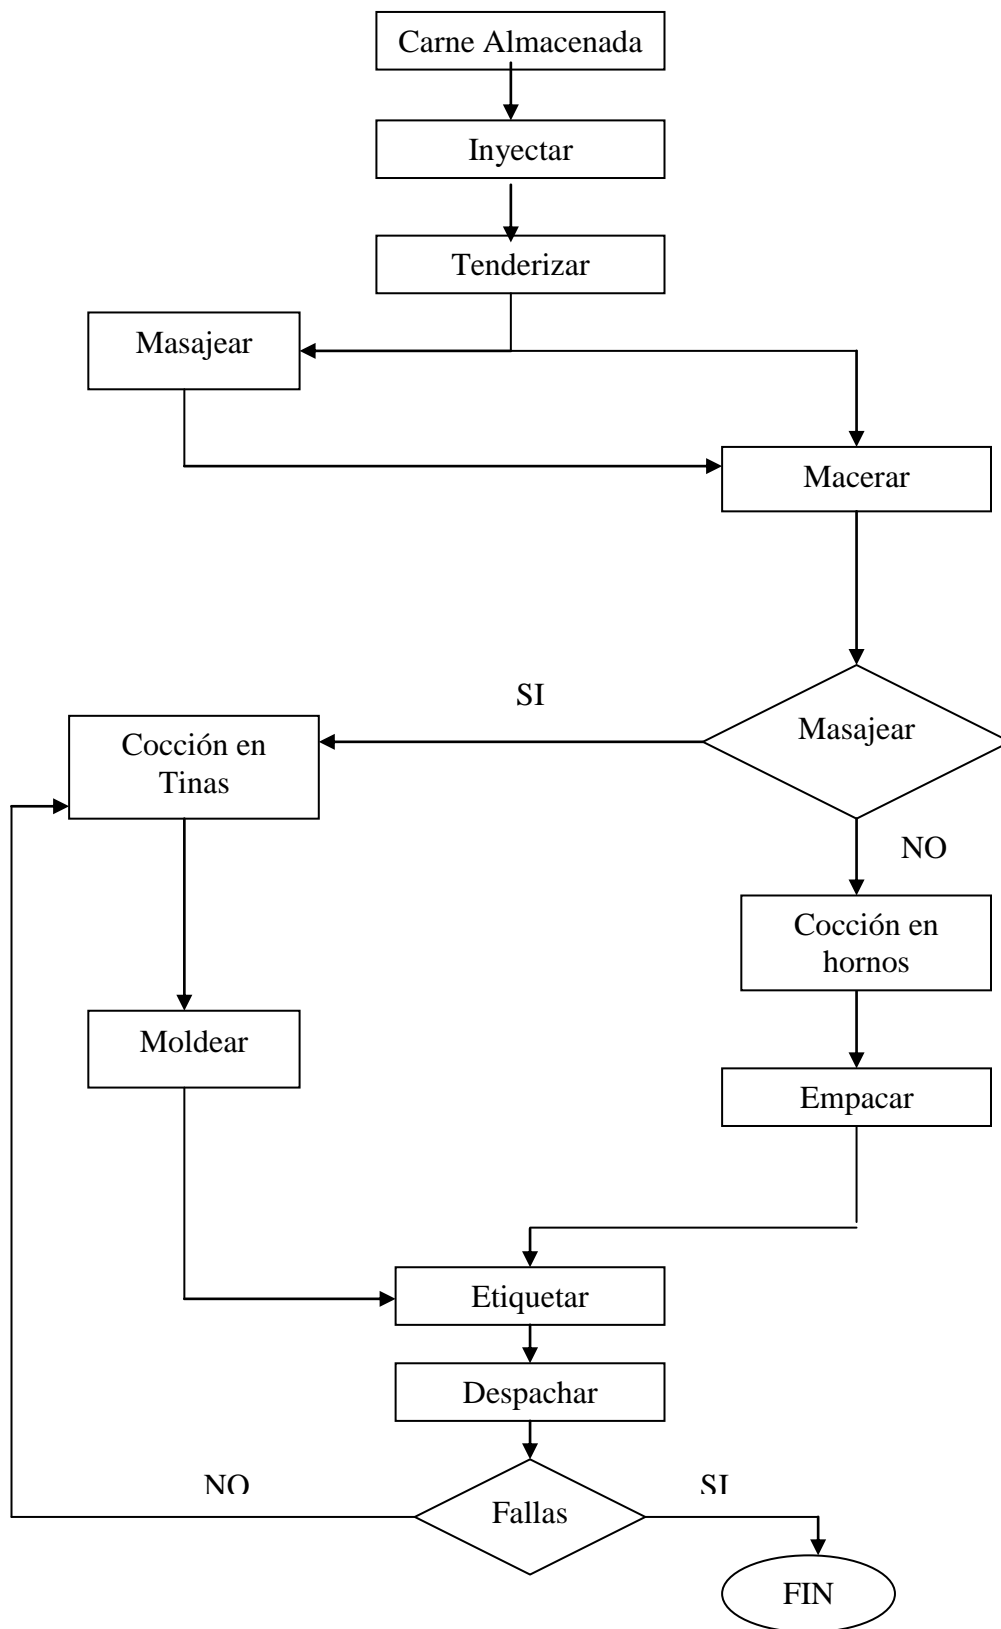 Carne Almacenada
Inyectar
Tenderizar
Masajear
Macerar
SI
Masajear
Cocción en
Tinas
NO
Cocción en
hornos
Moldear
Empacar
Etiquetar
Despachar
NO
SI
Fallas
FIN